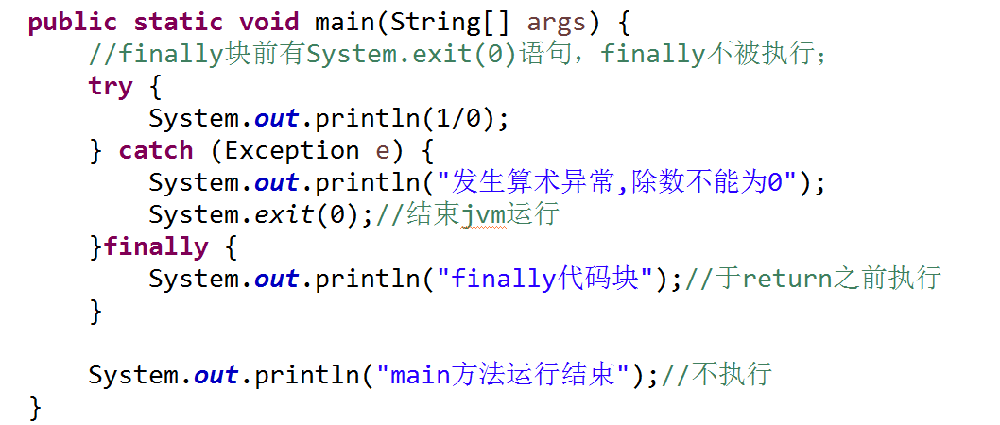 public static void main(String[] args) {
//finally块前有System.exit(0)语句，finally不被执行；
try {
System.out.println(1/0);
} catch (Exception e) {
System.out.println("发生算术异常,除数不能为0");
System.exit(0);//结束jvm运行
}finally {
System.out.println("finally代码块");//于return之前执行
}
System.out.println("main方法运行结束");//不执行
}